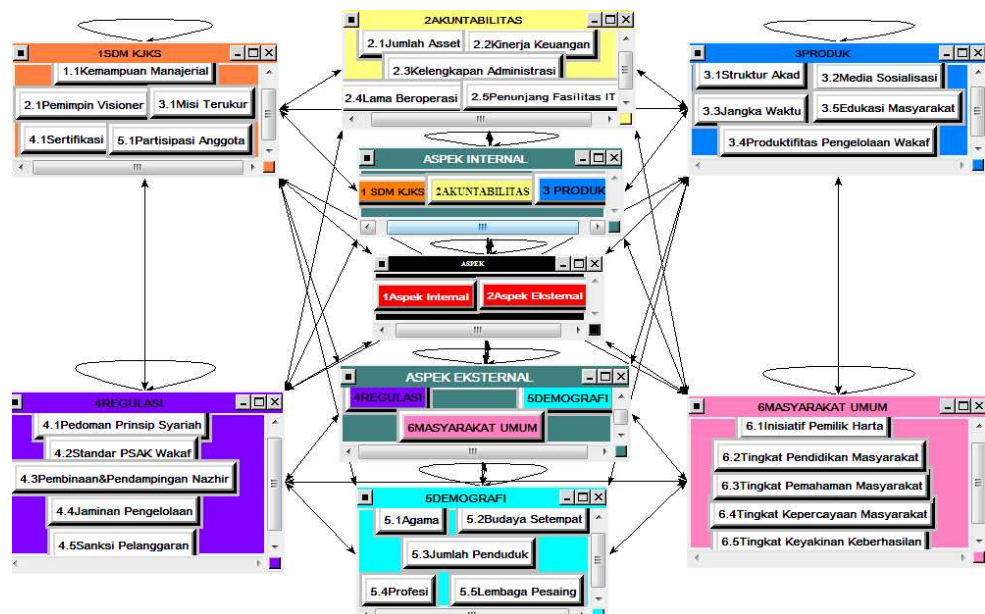 1SDM KJKS
1.1Kemampuan Manajerial
2.1Pemimpin Visioner
3.1Misi Terukur
4.1Sertifikasi
5.1Partisipasi Anggota
2AKUNTABILITAS
2.1Jumlah Asset
2.2Kinerja Keuangan
2.3Kelengkapan Administrasi
2.4Lama Beroperasi
2.5Penunjang Fasilitas IT
3PRODUK
3.1Struktur Akad
3.2Media Sosialisasi
3.3Jangka Waktu
3.5Edukasi Masyarakat
3.4Produktifitas Pengelolaan Wakaf
ASPEK INTERNAL
1 SDM KJKS
2AKUNTABILITAS
3 PRODUK
ASPEK
1Aspek Internal
2Aspek Eksternal
ASPEK EKSTERNAL
4REGULASI
5DEMOGRAFI
6MASYARAKAT UMUM
4REGULASI
4.1Pedoman Prinsip Syariah
4.2Standar PSAK Wakaf
4.3Pembinaan&Pendampingan Nazhir
4.4Jaminan Pengelolaan
4.5Sanksi Pelanggaran
5DEMOGRAFI
5.1Agama
5.2Budaya Setempat
5.3Jumlah Penduduk
5.4Profesi
5.5Lembaga Pesaing
6MASYARAKAT UMUM
6.1Inisiatif Pemilik Harta
6.2Tingkat Pendidikan Masyarakat
6.3Tingkat Pemahaman Masyarakat
6.4Tingkat Kepercayaan Masyarakat
6.5Tingkat Keyakinan Keberhasilan